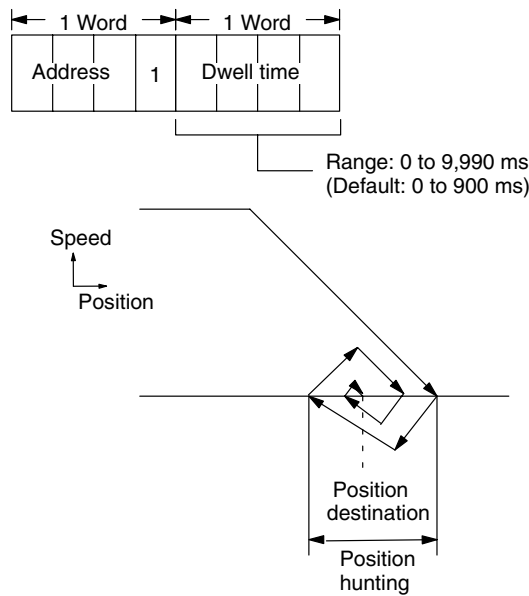 1 Word 1 Word
Address 1 Dwell time
Range: 0 to 9,990 ms
(Default: 0 to 900 ms)
Speed
Position
Position
destination
Position
hunting